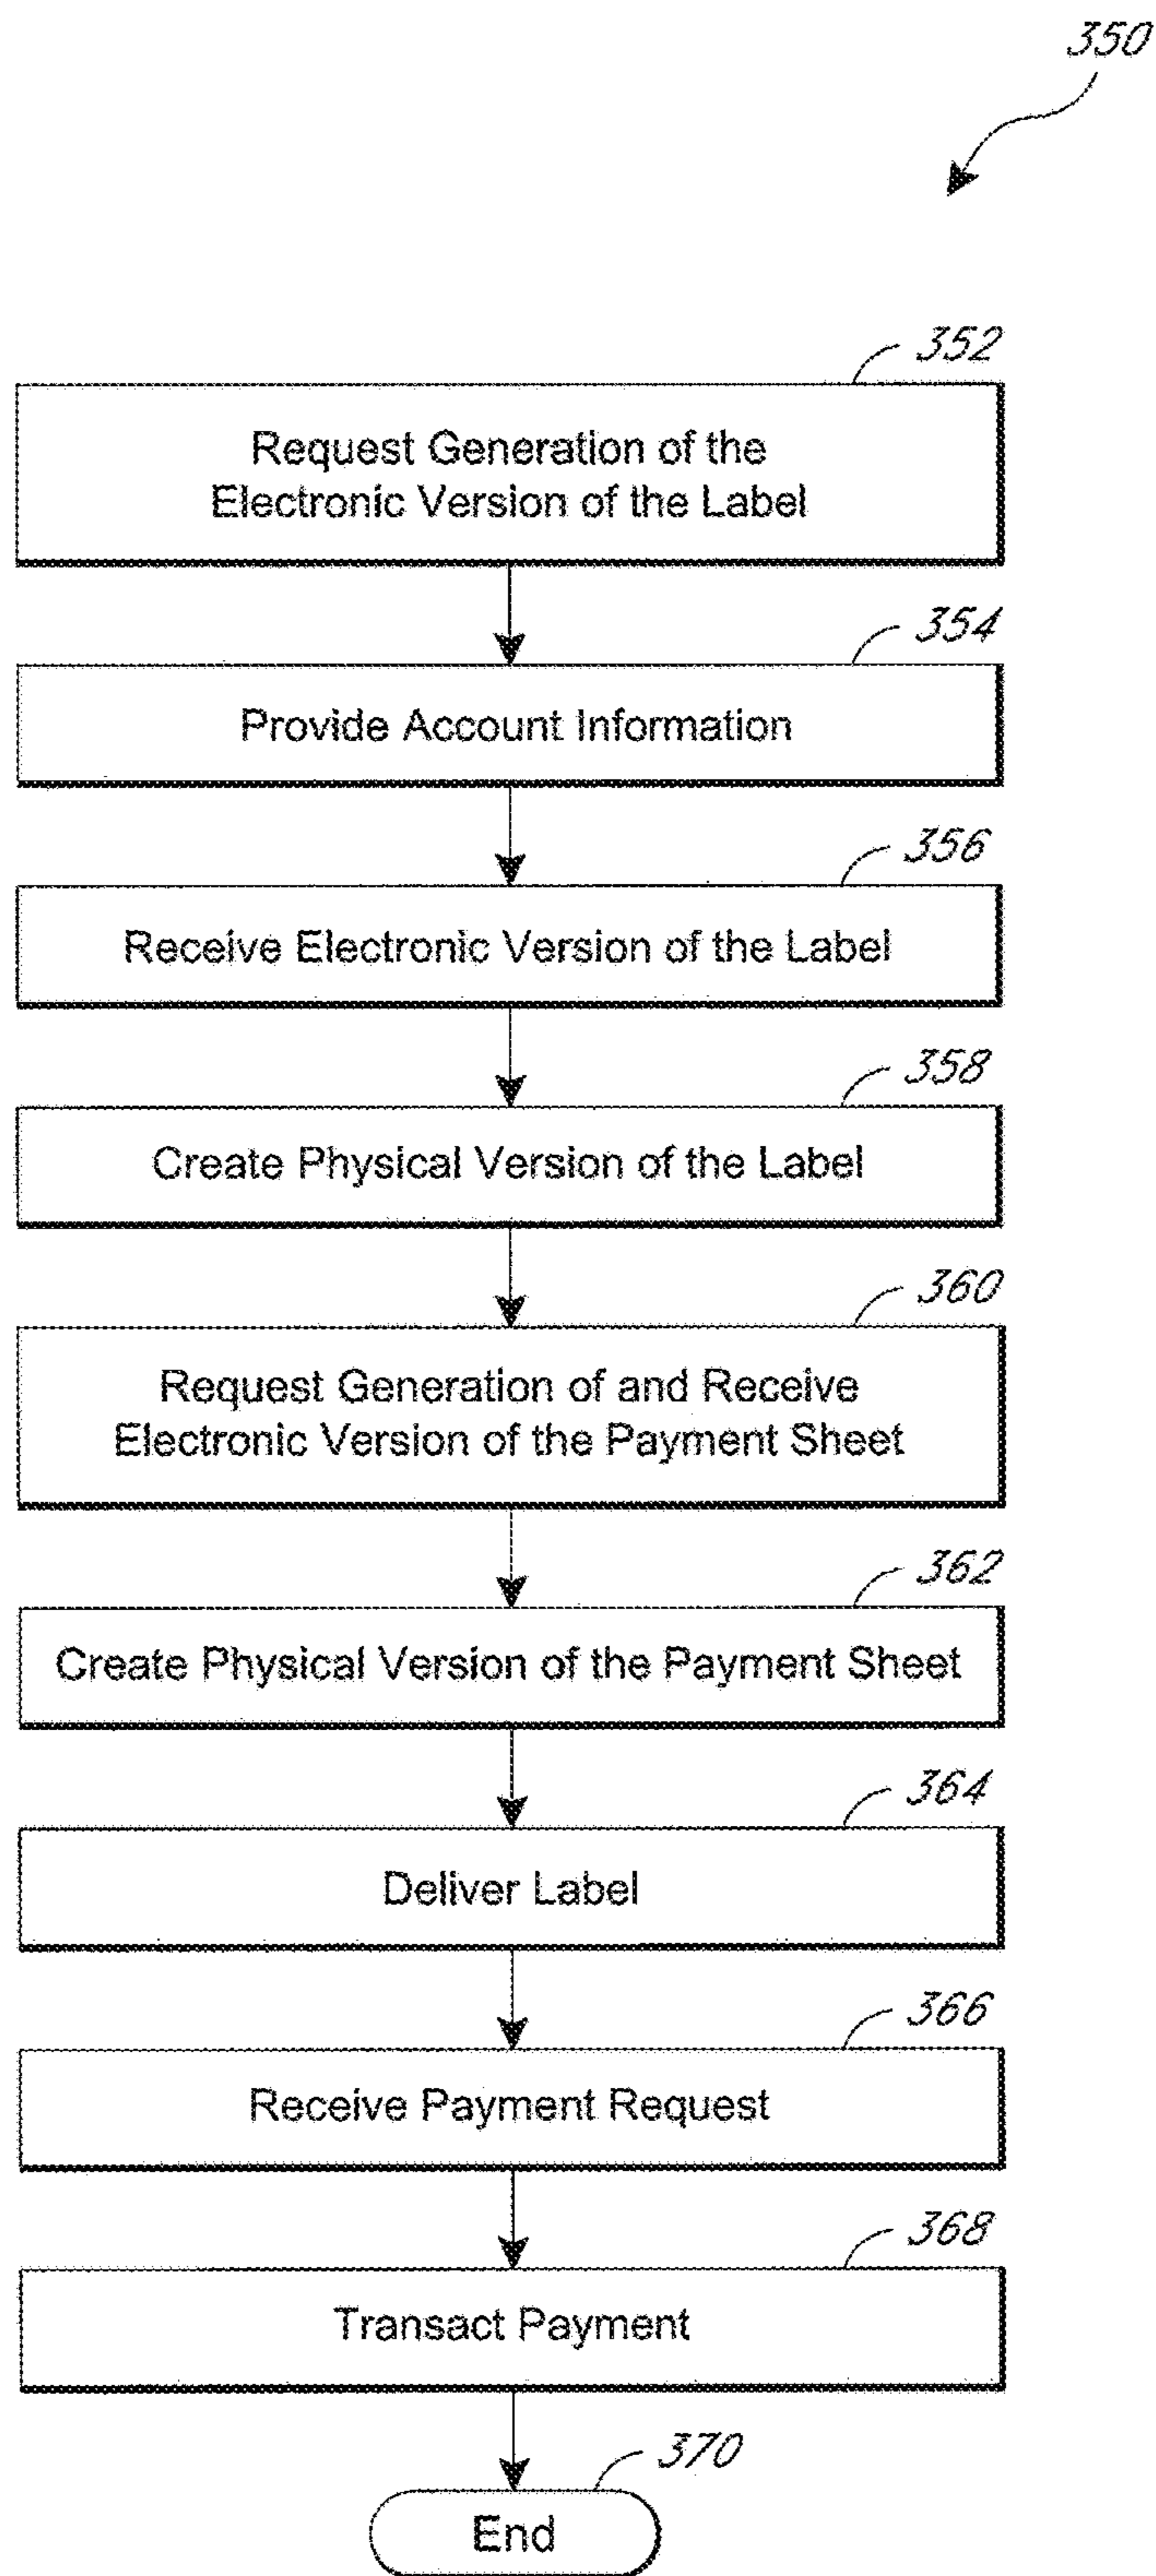 350
352
Request Generation of the
Electronic Version of the Label
354
Provide Account Information
356
Receive Electronic Version of the Label
358
Create Physical Version of the Label
360
Request Generation of and Receive
Electronic Version of the Payment Sheet
362
Create Physical Version of the Payment Sheet
364
Deliver Label
366
Receive Payment Request
368
Transact Payment
370
End